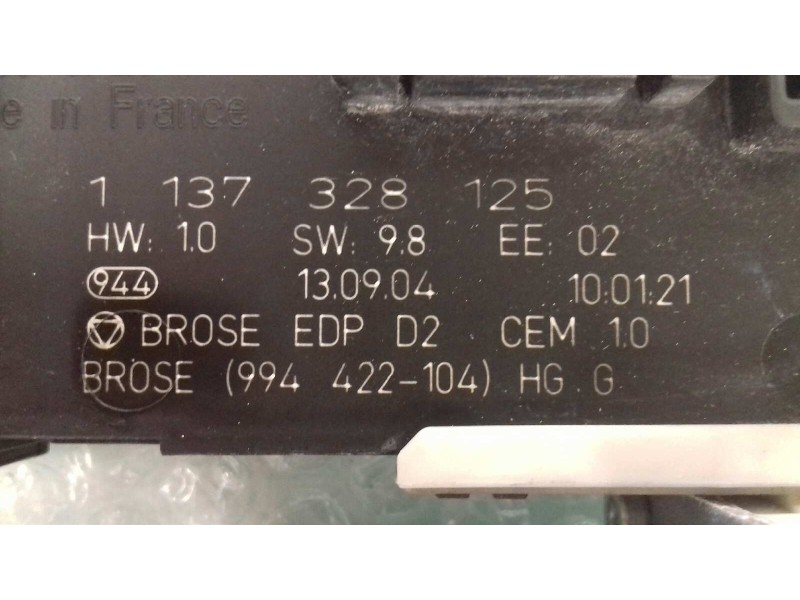 e in France
1 137 328 125
HW: 1.0 SW: 9.8 EE: 02
944 13.09.04 10:01:21
BROSE EDP D2 CEM 1.0
BROSE (994 422-104) HG G